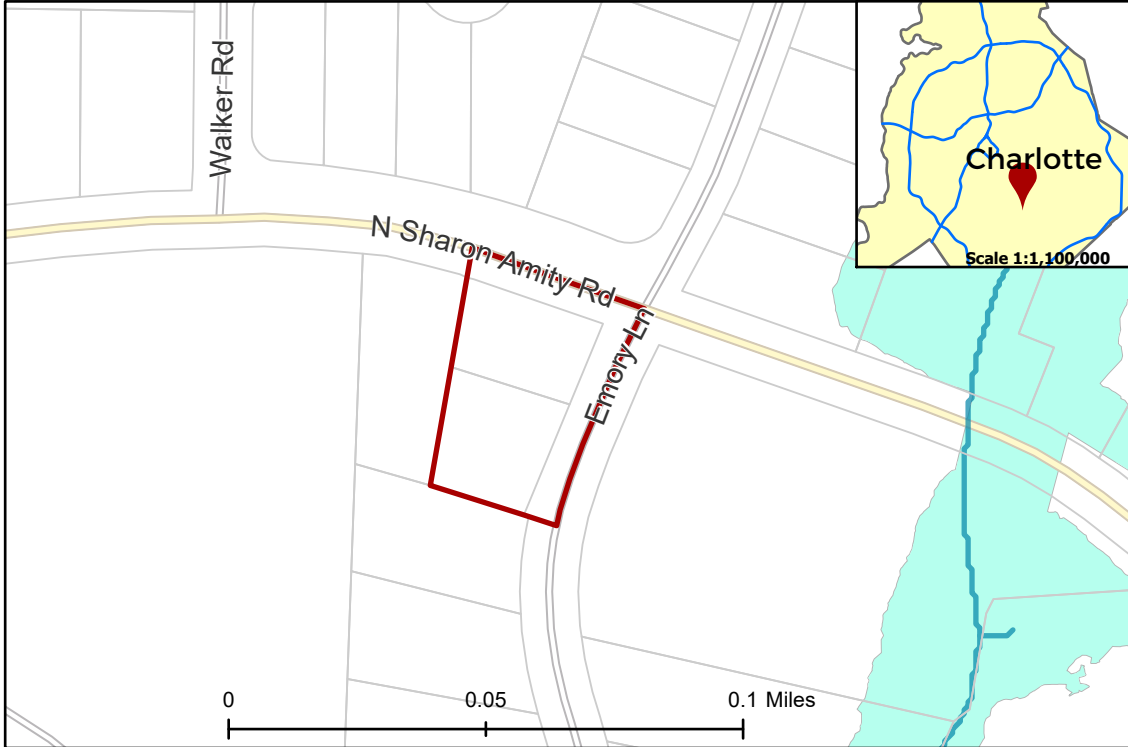 Walker Rd
Charlotte
N Sharon Amity Rd
Scale 1:1,100,000
Emory Ln
0
0.05
0.1 Miles